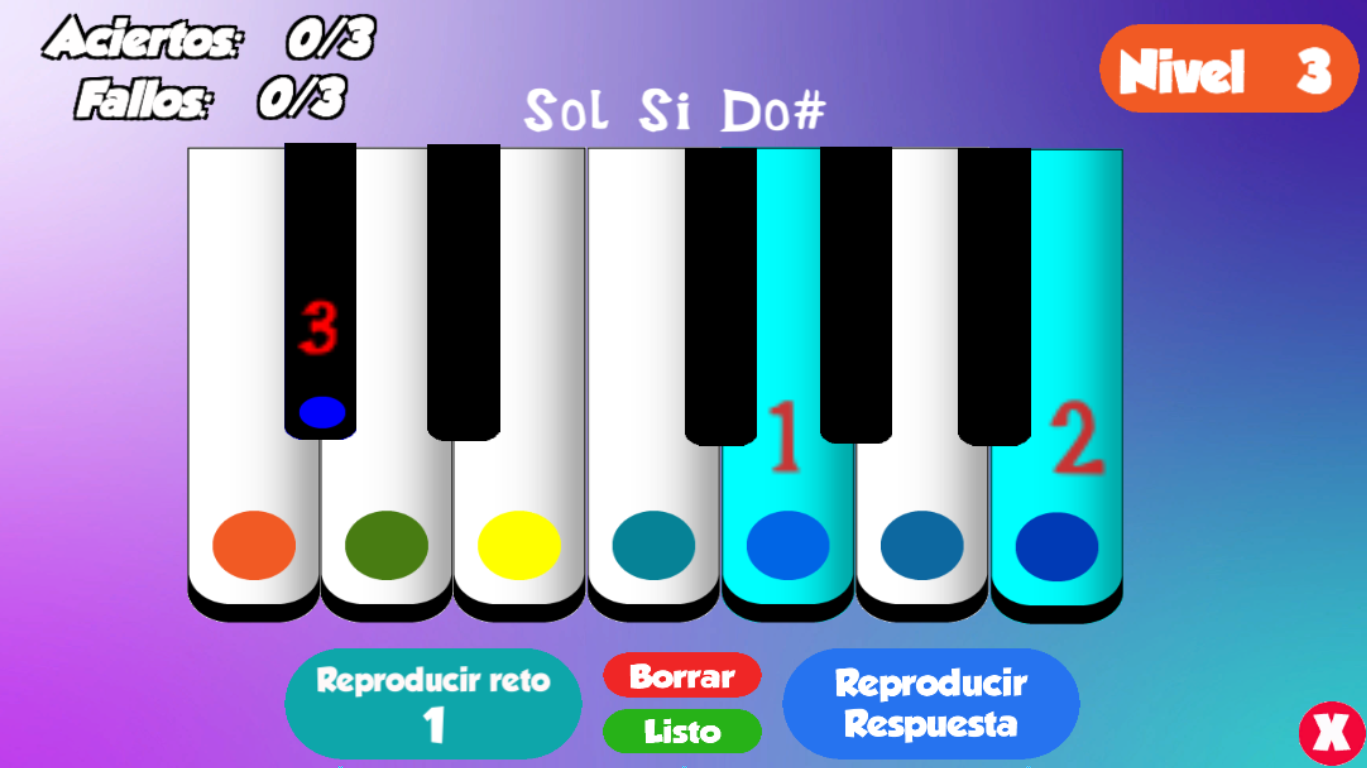 Aciertos: 0/3
Fallos: 0/3
Nivel 3
Sol Si Do#
3
1
2
Reproducir reto
1
Borrar
Listo
Reproducir
Respuesta
X